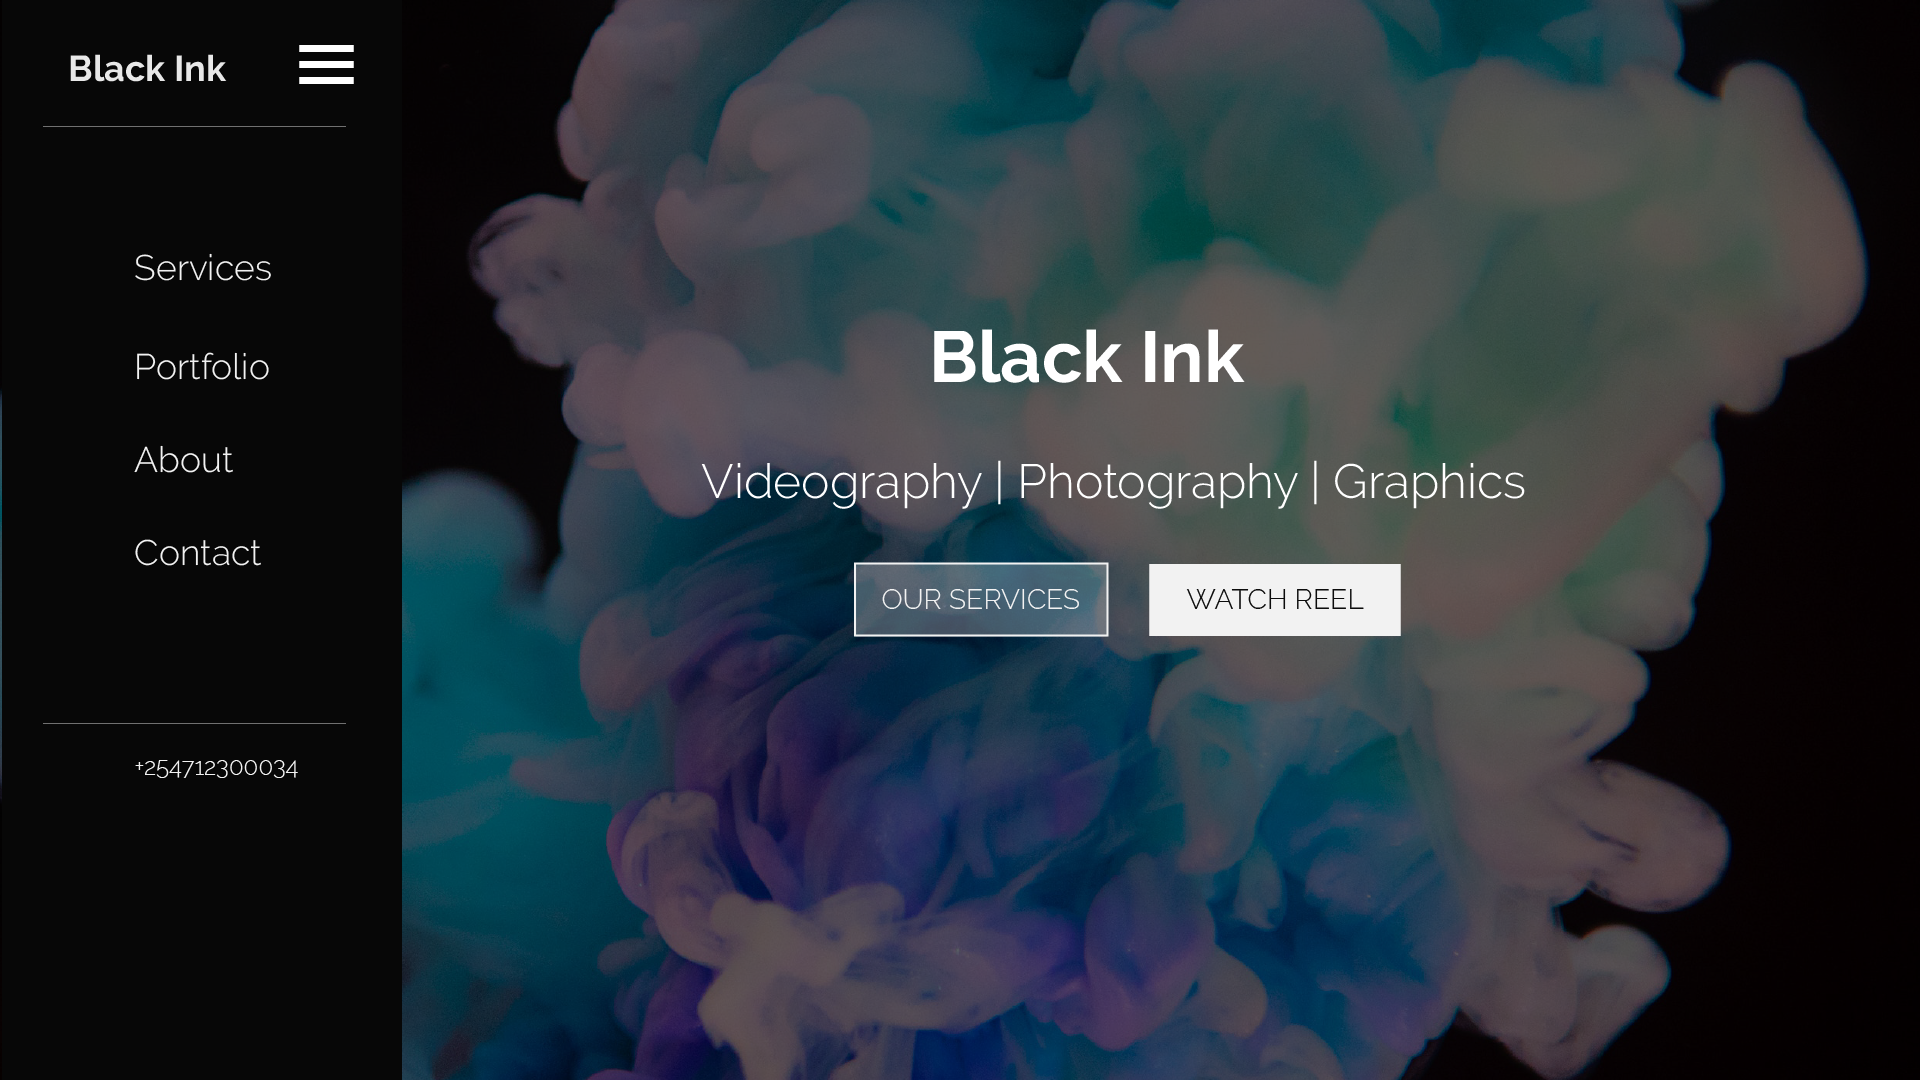 Black Ink
Services
Portfolio
About
Contact
+254712300034
Black Ink
Videography | Photography | Graphics
OUR SERVICES
WATCH REEL